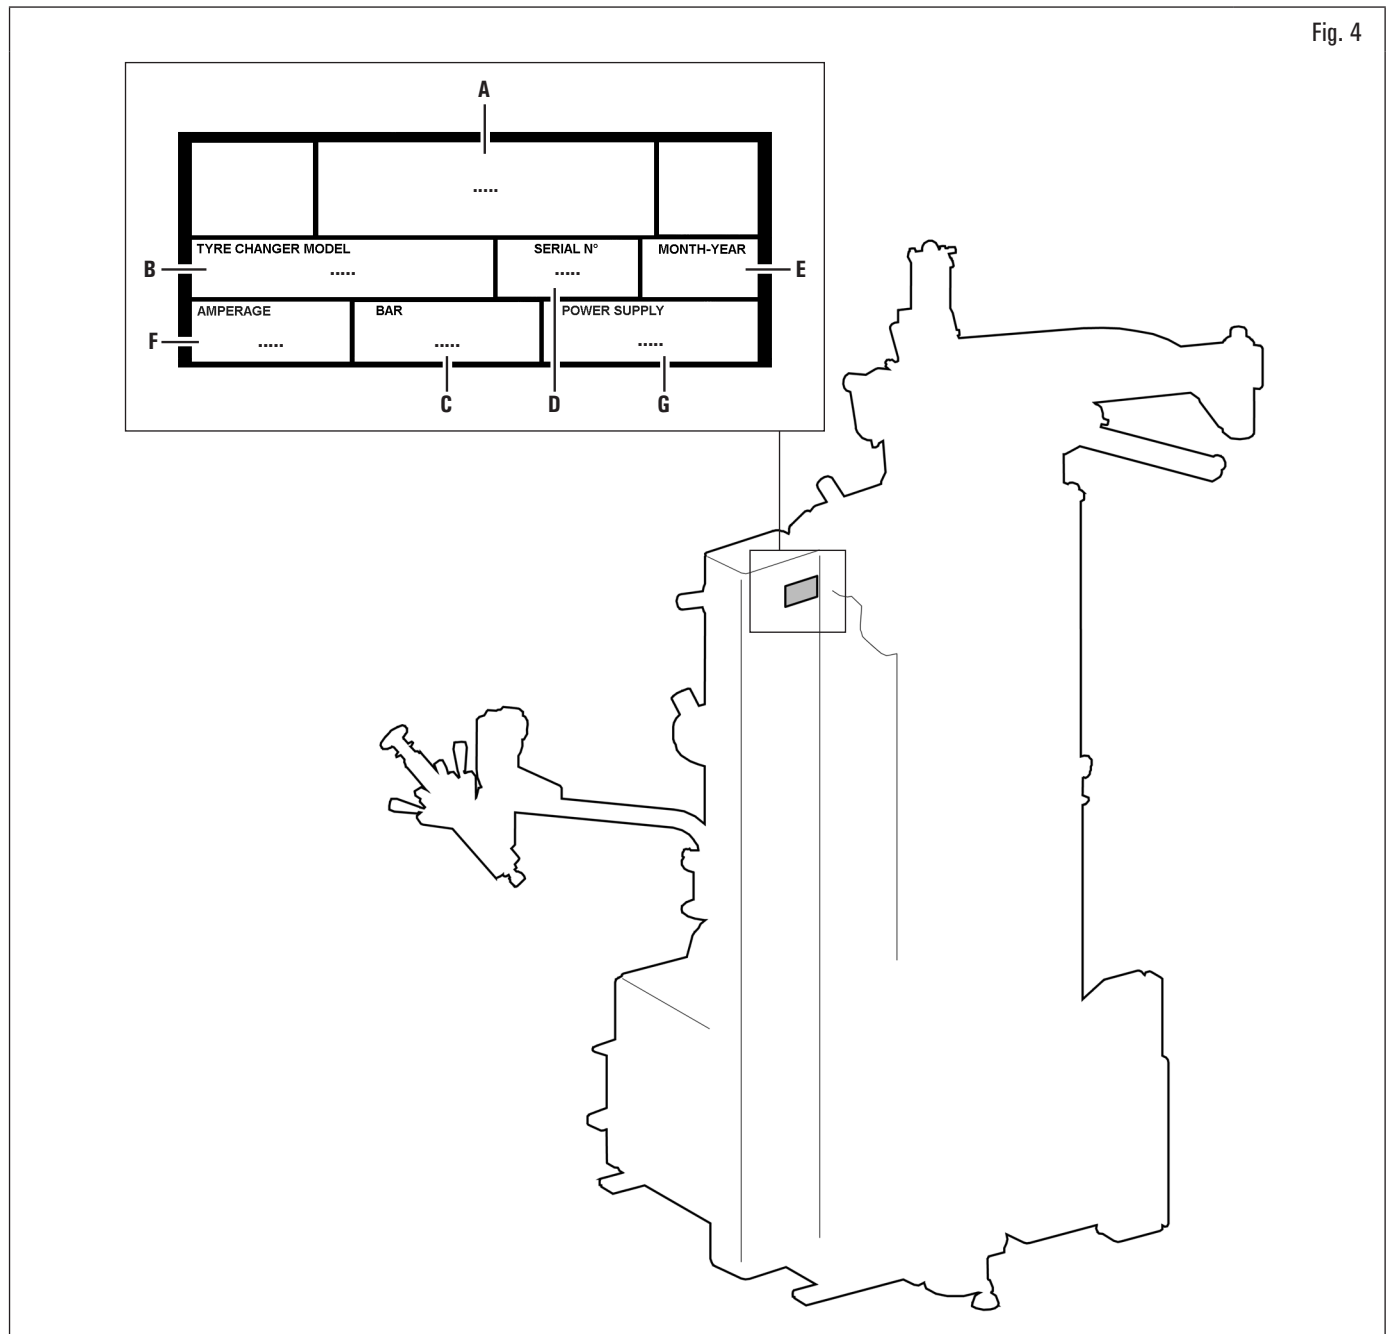 Fig. 4
A
.....
TYRE CHANGER MODEL SERIAL N° MONTH-YEAR
B ..... ..... E
AMPERAGE BAR POWER SUPPLY
F ..... ..... .....
C D G